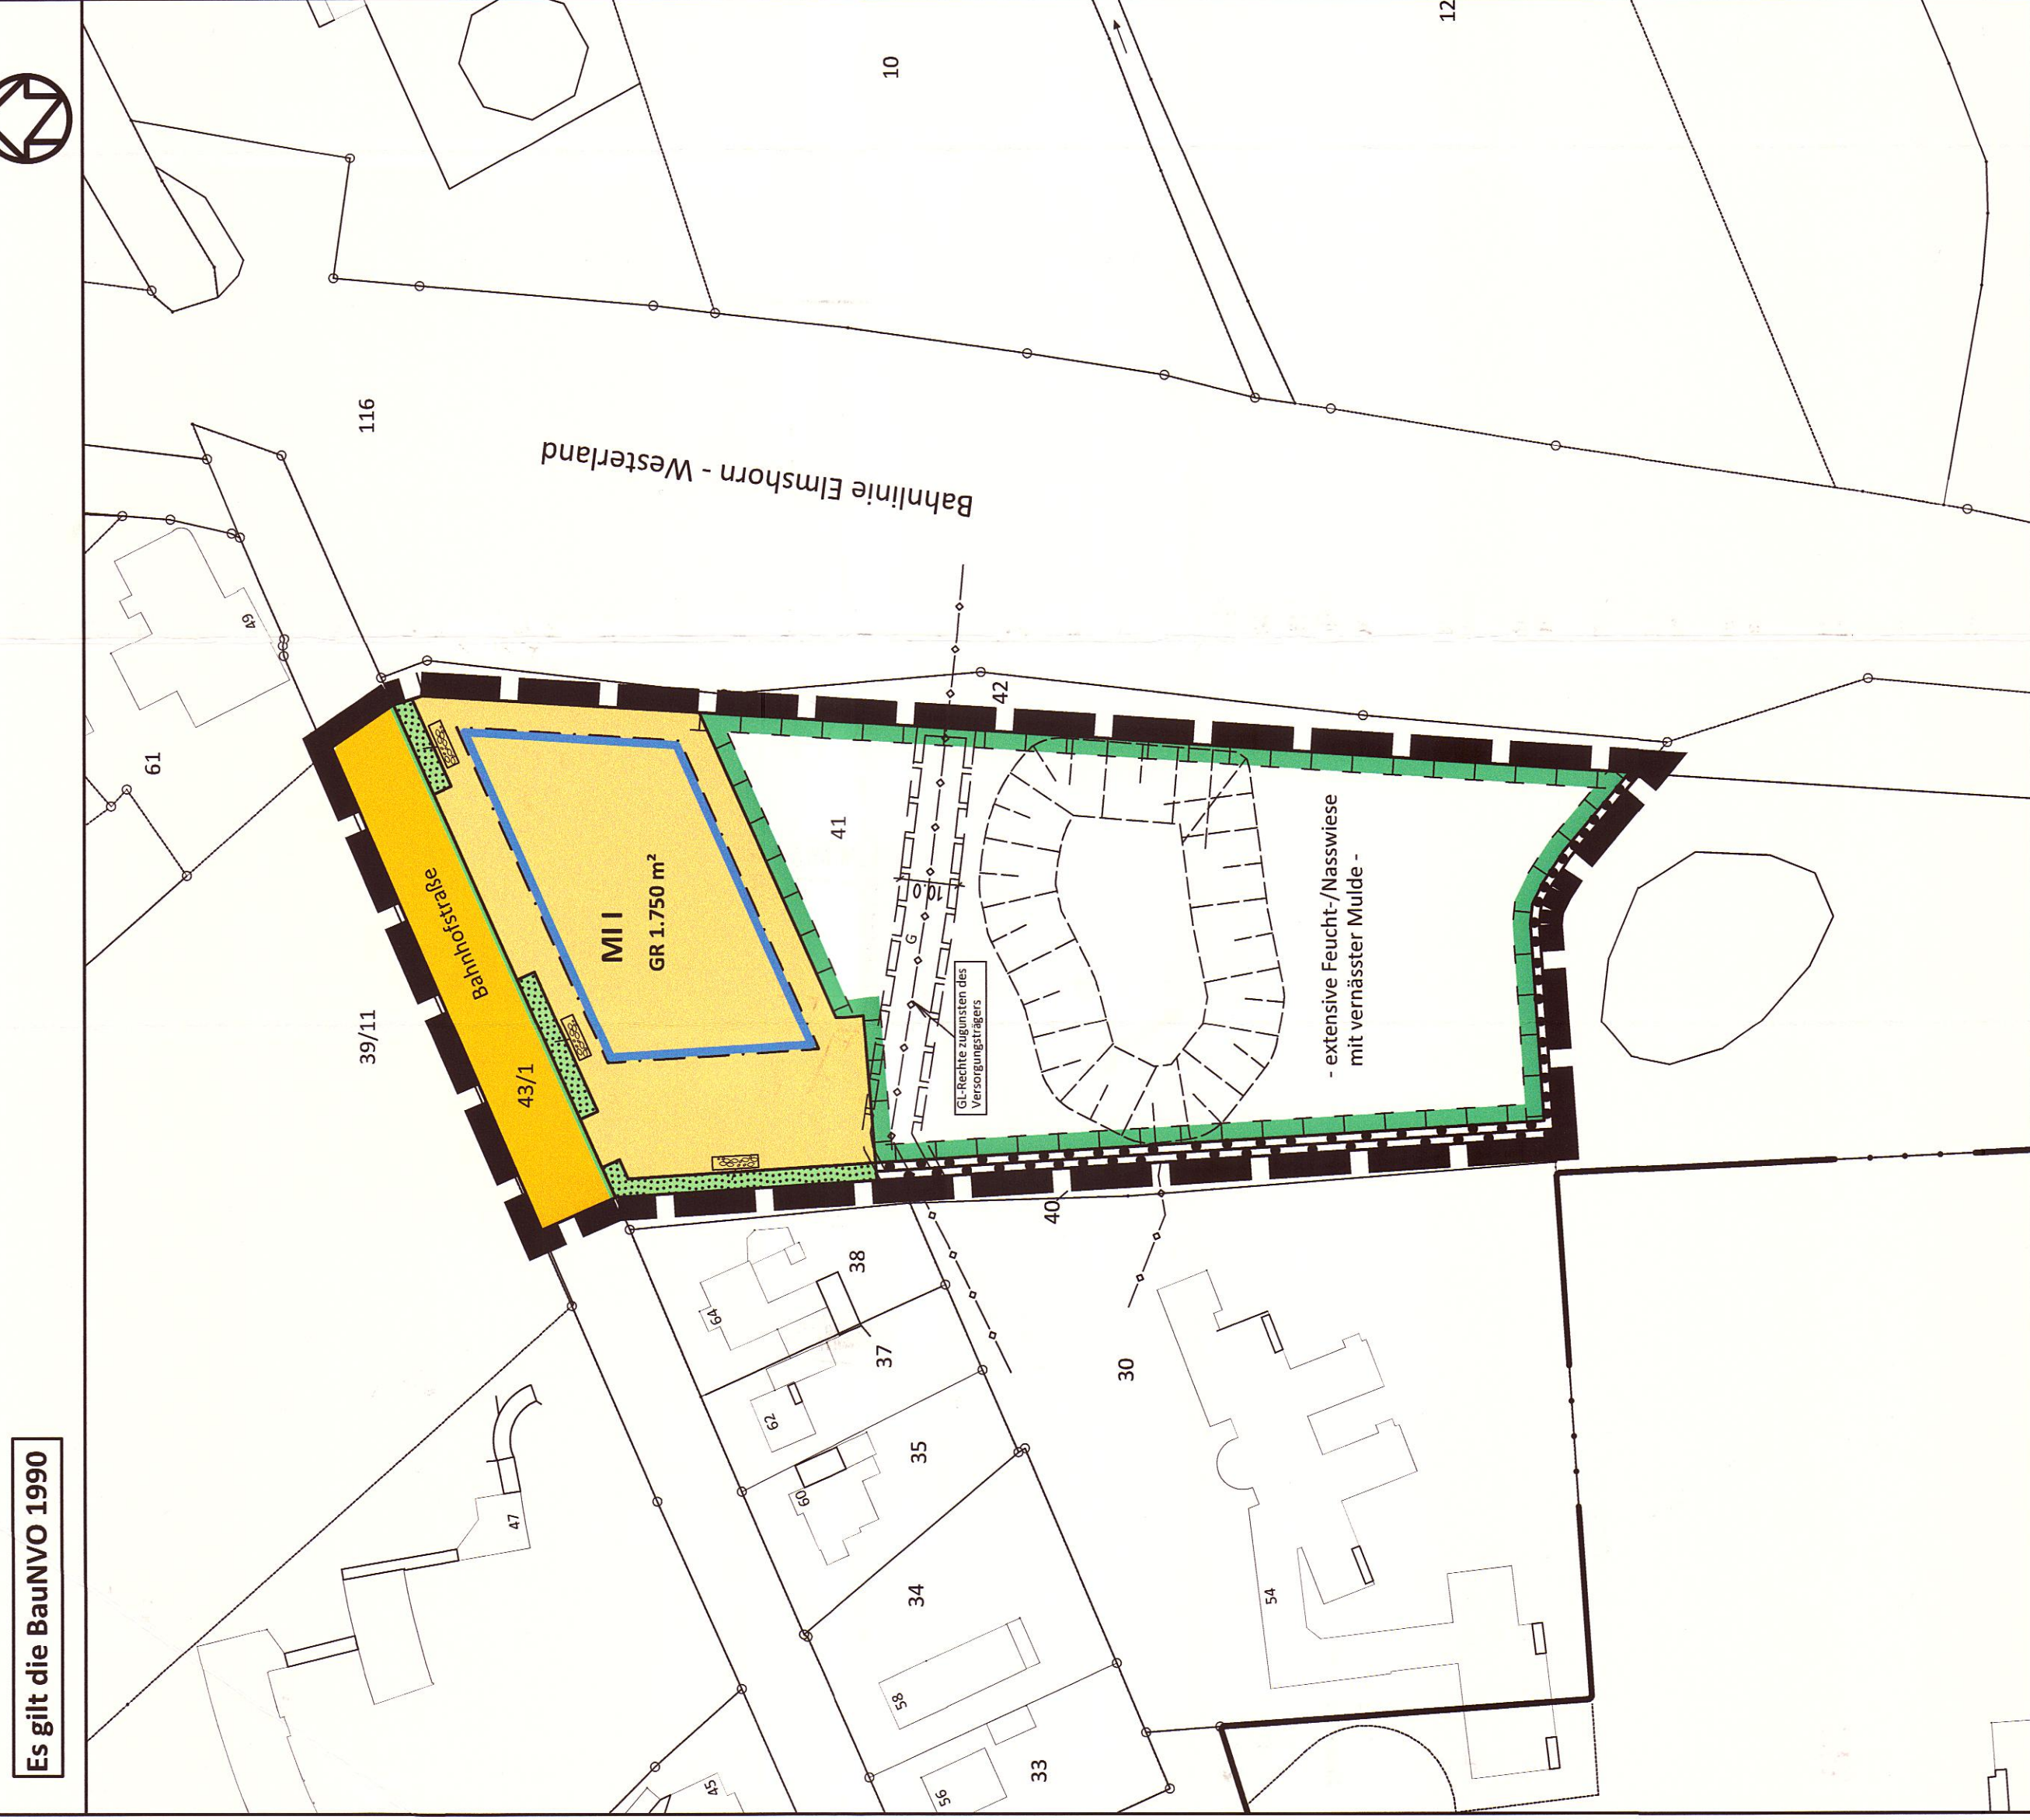 Es gilt die BauNVO 1990
10
12
116
Bahnlinie Elmshorn - Westerland
49
61
39/11
Bahnhofstraße
43/1
MI I
GR 1.750 m²
41
42
10.0
G
GL-Rechte zugunsten des
Versorgungsträgers
- extensive Feucht-/Nasswiese
mit vernässter Mulde -
40
38
64
37
62
35
60
34
30
47
58
54
33
56
45